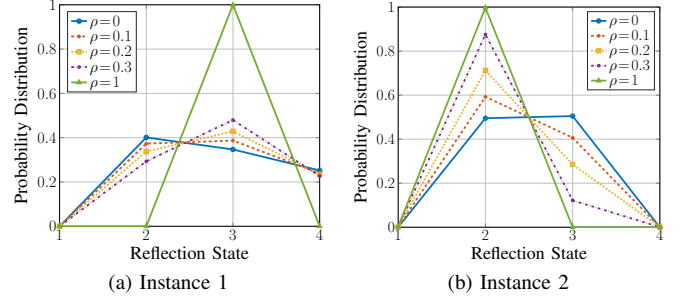 1
0.8
0.6
0.4
0.2
0
1
2
3
4
Probability Distribution
Reflection State
ρ=0
ρ=0.1
ρ=0.2
ρ=0.3
ρ=1
(a) Instance 1
1
0.8
0.6
0.4
0.2
0
1
2
3
4
Probability Distribution
Reflection State
ρ=0
ρ=0.1
ρ=0.2
ρ=0.3
ρ=1
(b) Instance 2